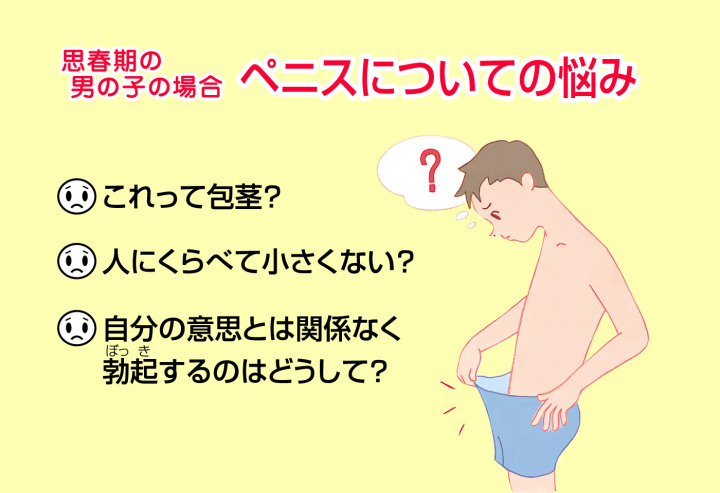 思春期の
男の子の場合
ペニスについての悩み
?
これって包茎?
人にくらべて小さくない?
自分の意思とは関係なく
ぼっ き
勃起するのはどうして?